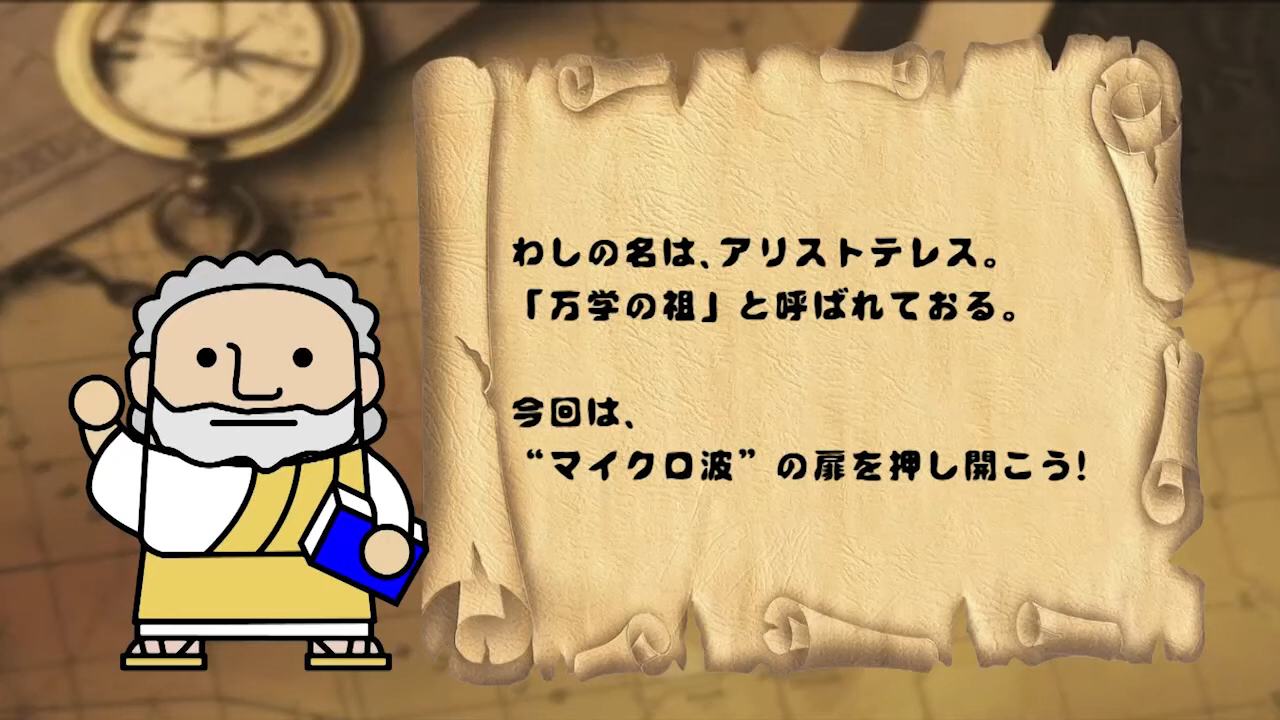 わしの名は、アリストテレス。
「万学の祖」と呼ばれておる。
今回は、
“マイクロ波”の扉を押し開こう!